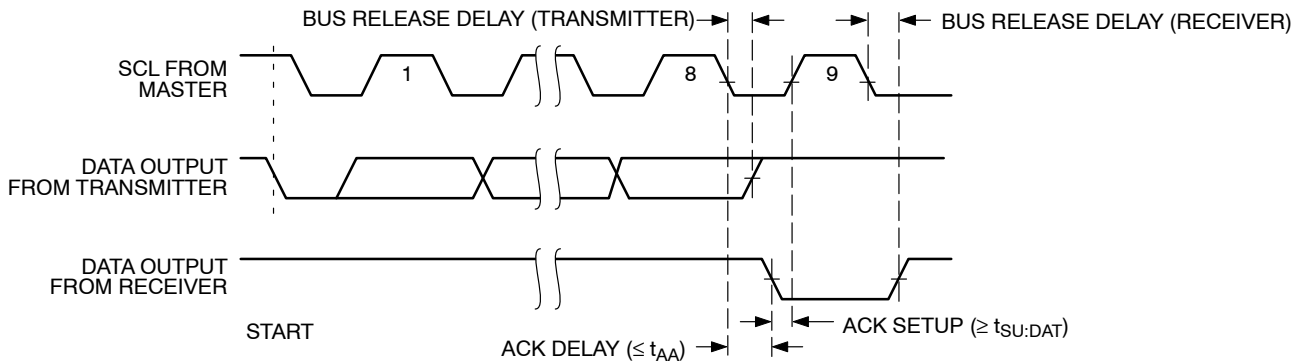 BUS RELEASE DELAY (TRANSMITTER)
BUS RELEASE DELAY (RECEIVER)
SCL FROM
MASTER
1
8
9
DATA OUTPUT
FROM TRANSMITTER
DATA OUTPUT
FROM RECEIVER
START
ACK SETUP (≥ tSU:DAT)
ACK DELAY (≤ tAA)